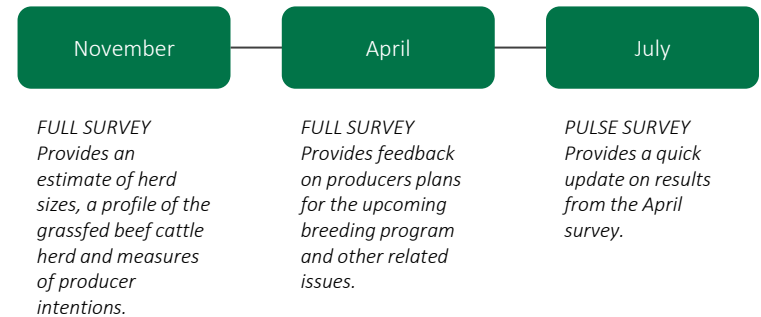 November
FULL SURVEY
Provides an
estimate of herd
sizes, a profile of the
grassfed beef cattle
herd and measures
of producer
intentions.
April
FULL SURVEY
Provides feedback
on producers plans
for the upcoming
breeding program
and other related
issues.
July
PULSE SURVEY
Provides a quick
update on results
from the April
survey.